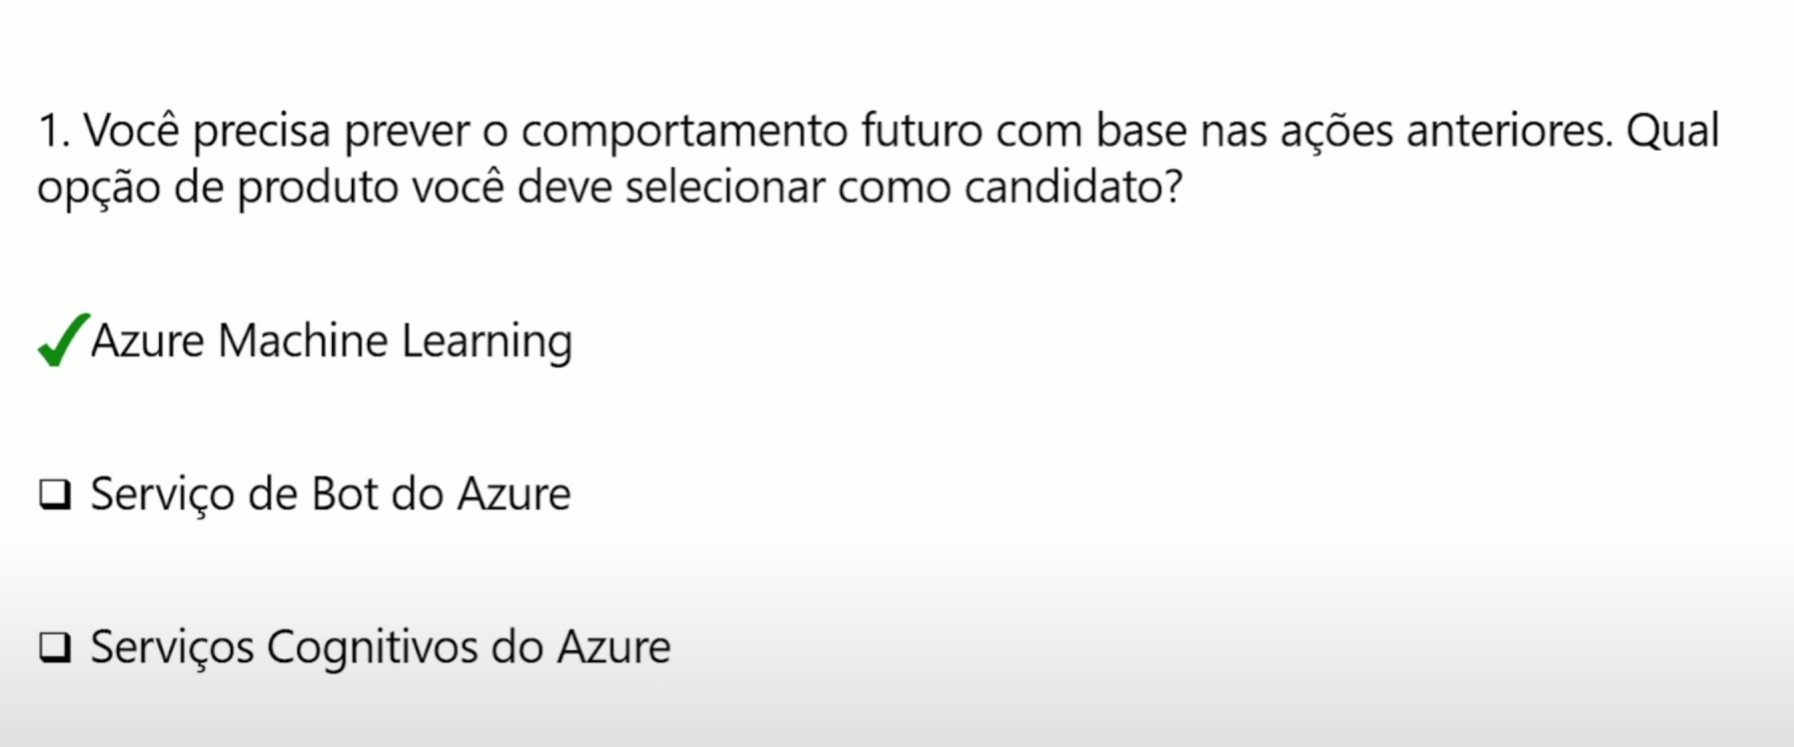 1. Você precisa prever o comportamento futuro com base nas ações anteriores. Qual
opção de produto você deve selecionar como candidato?
Azure Machine Learning
Serviço de Bot do Azure
Serviços Cognitivos do Azure